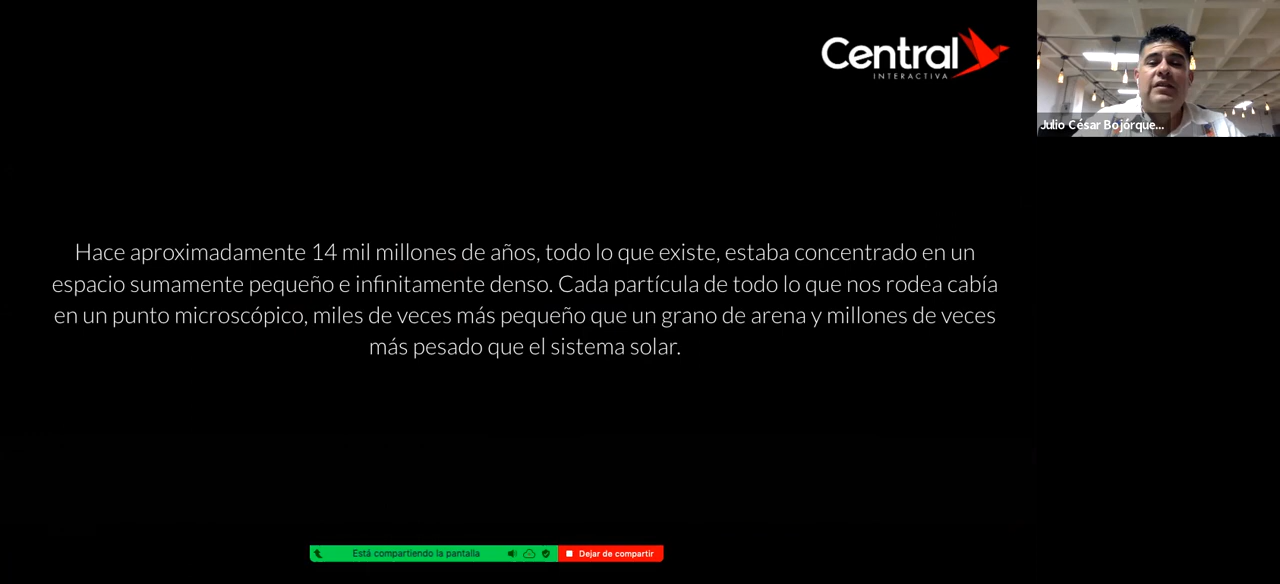 Central
INTERACTIVA
Julio César Bojórque...
Hace aproximadamente 14 mil millones de años, todo lo que existe, estaba concentrado en un
espacio sumamente pequeño e infinitamente denso. Cada partícula de todo lo que nos rodea cabía
en un punto microscópico, miles de veces más pequeño que un grano de arena y millones de veces
más pesado que el sistema solar.
Está compartiendo la pantalla
Dejar de compartir